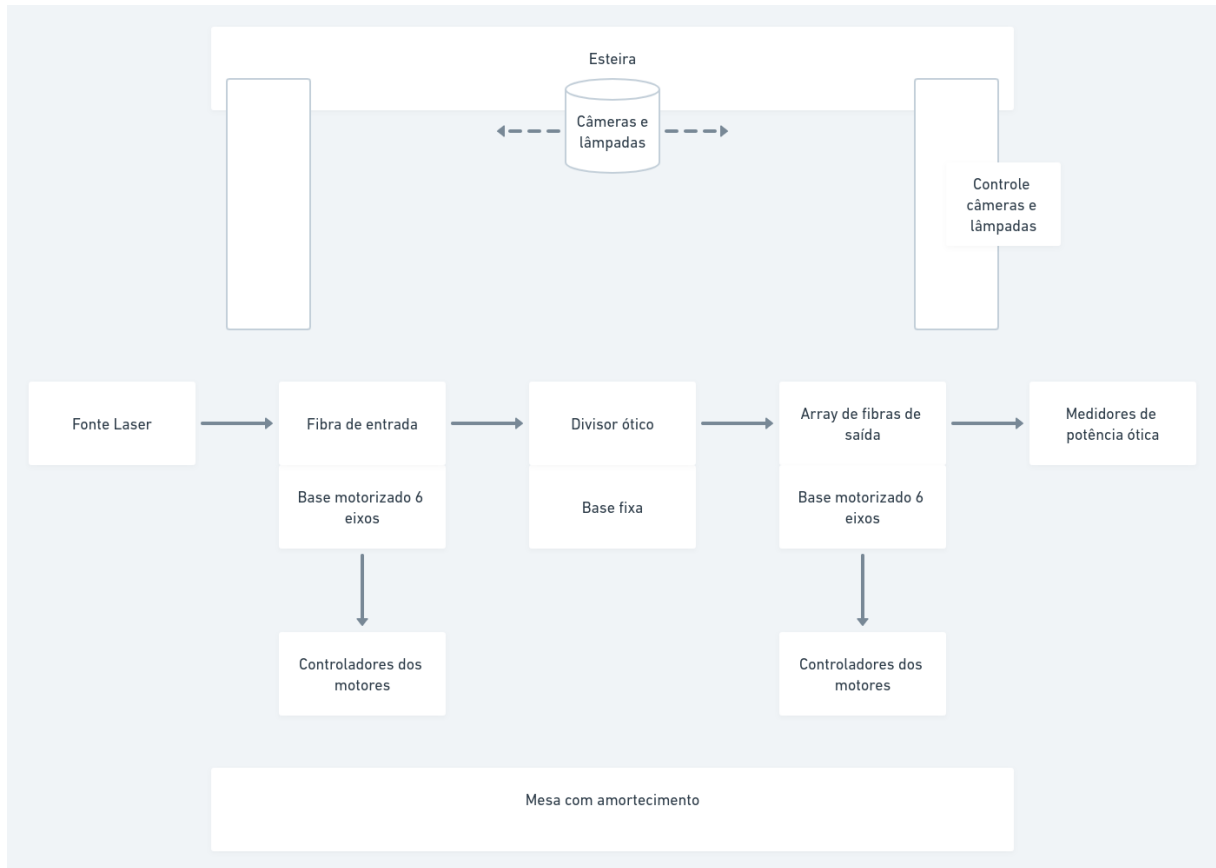 Esteira
Câmeras e
lâmpadas
Controle
câmeras e
lâmpadas
Fonte Laser
Fibra de entrada
Divisor ótico
Array de fibras de
saída
Medidores de
potência ótica
Base motorizado 6
eixos
Base fixa
Base motorizado 6
eixos
Controladores dos
motores
Controladores dos
motores
Mesa com amortecimento